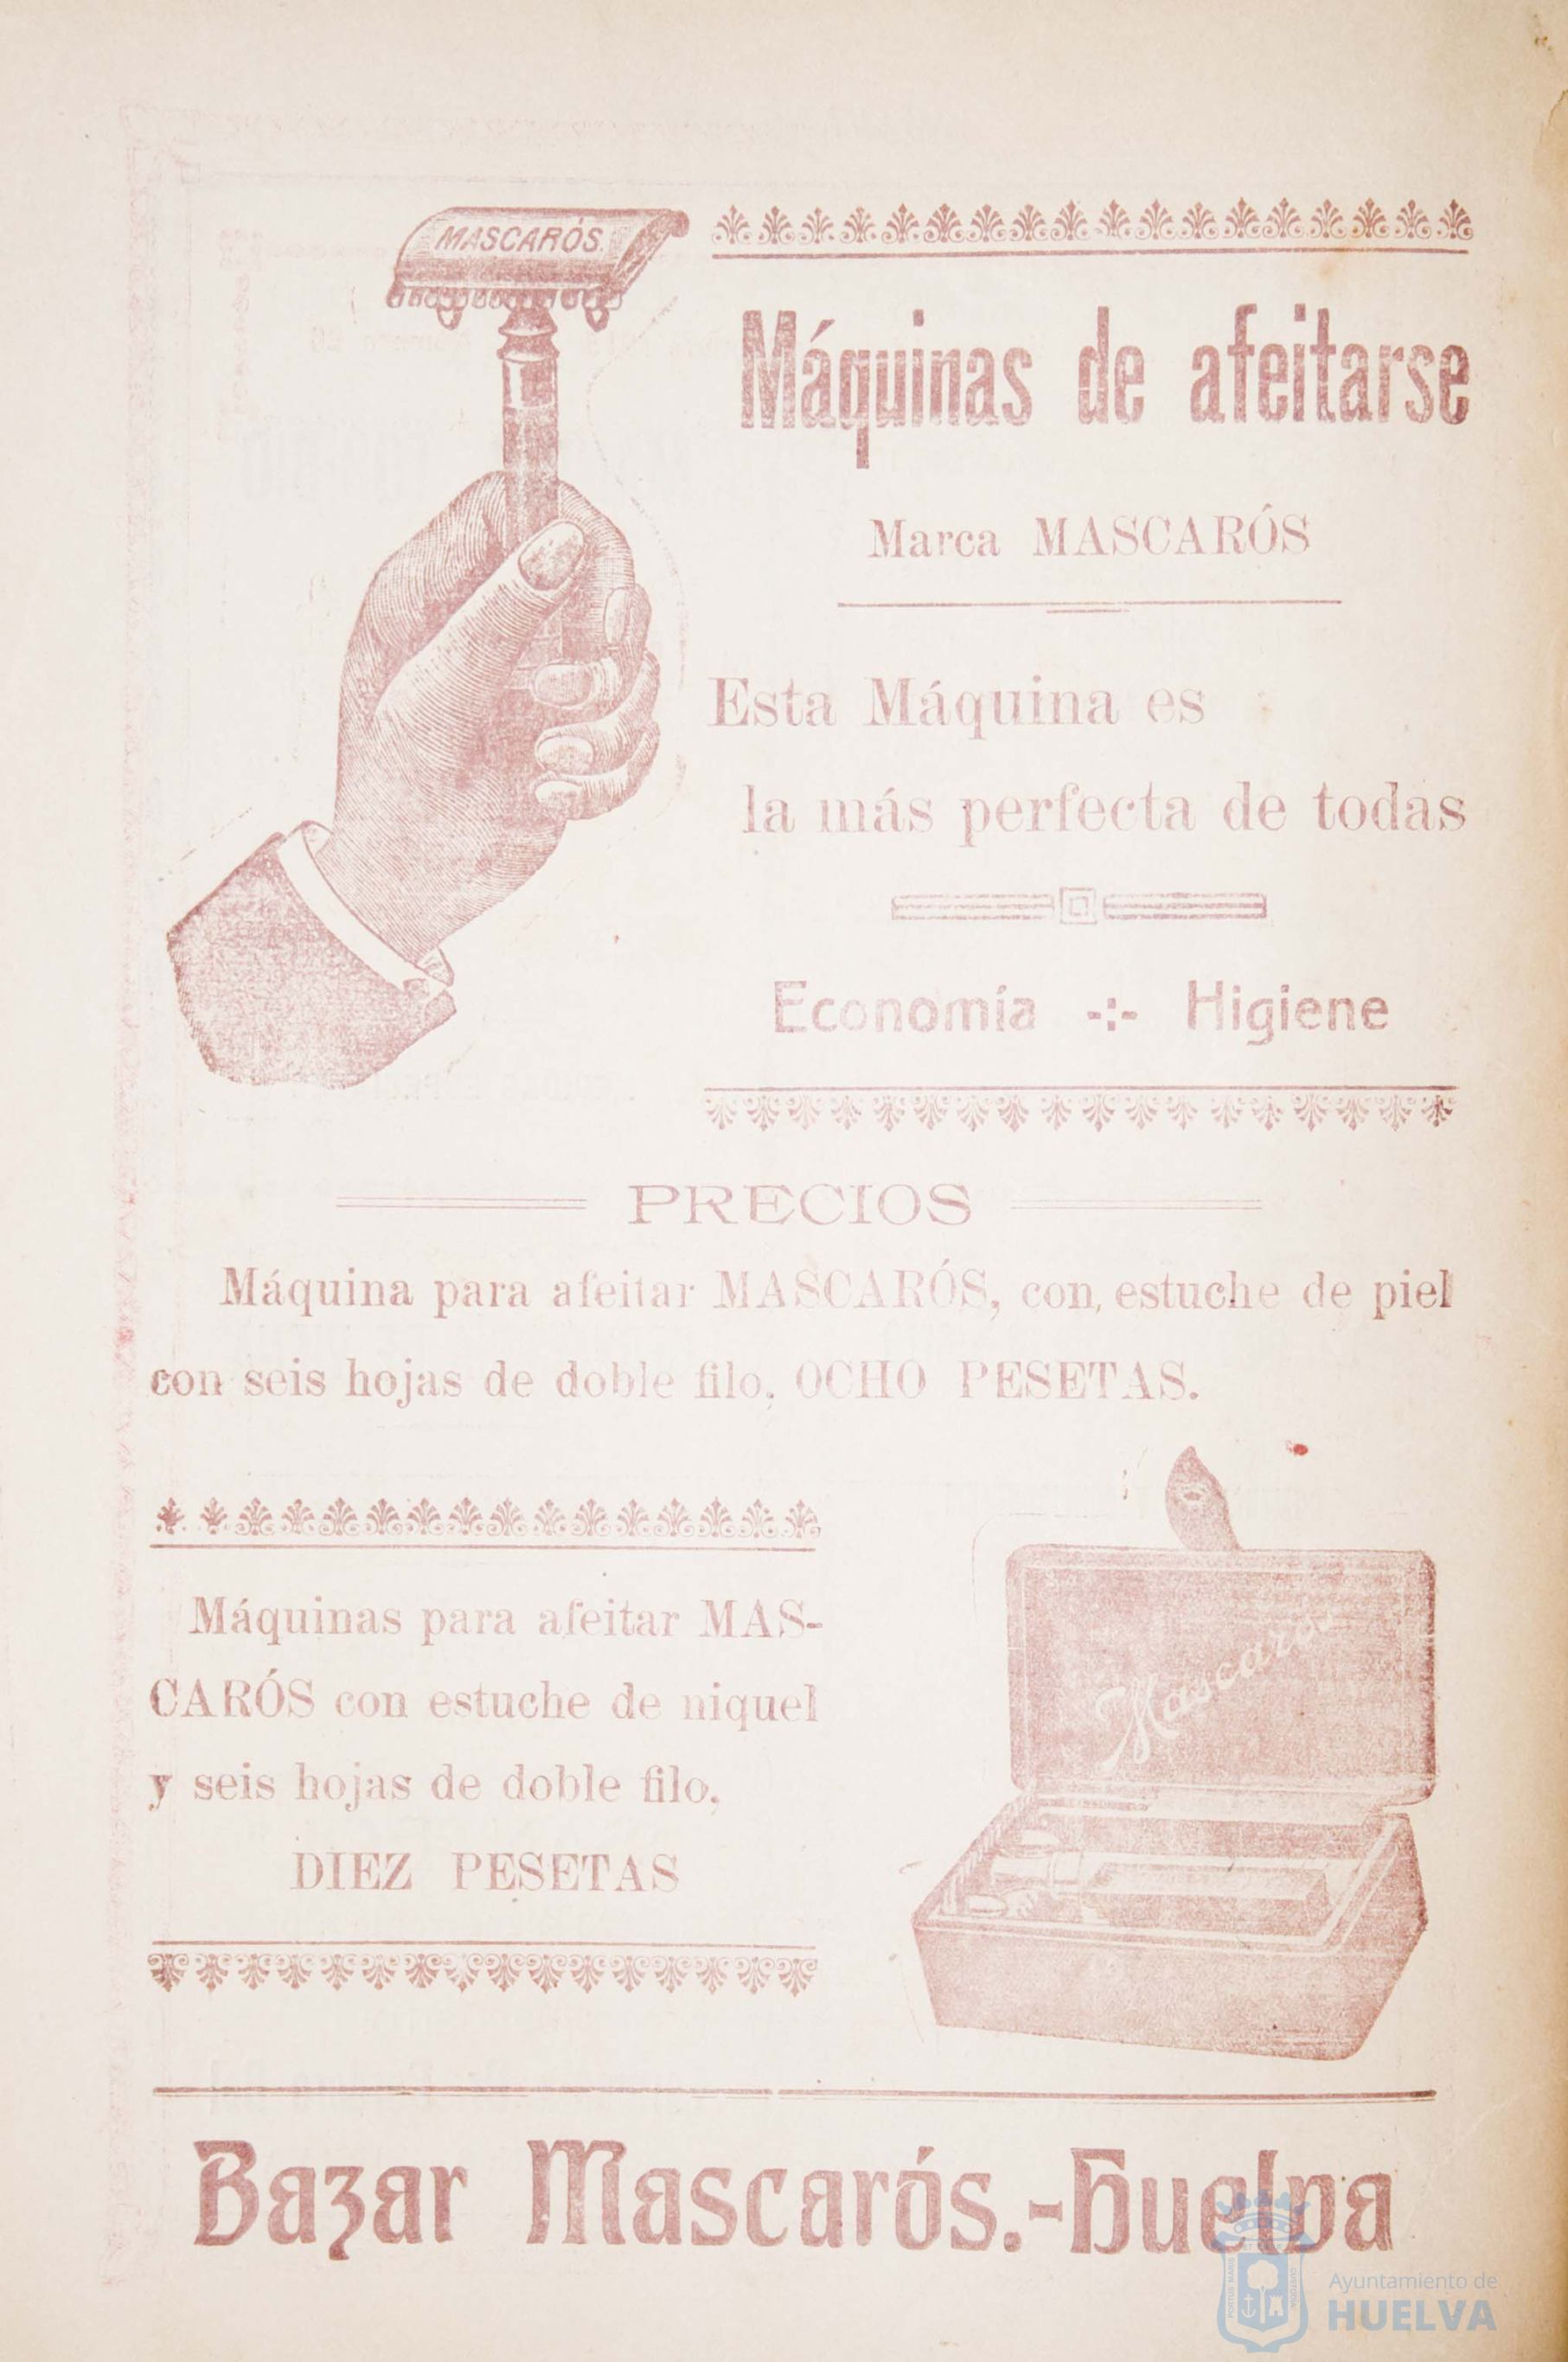 MASCARÓS.
Máquinas de afeitarse
Marca MASCARÓS
Esta Máquina es
la más perfecta de todas
Economía -:- Higiene
PRECIOS
Máquina para afeitar MASCARÓS, con, estuche de piel
con seis hojas de doble filo, OCHO PESETAS.
Máquinas para afeitar MAS-
CARÓS con estuche de niquel
y seis hojas de doble filo,
DIEZ PESETAS
Mascarós
Bazar Mascarós.-Huelva
Ayuntamiento de
HUELVA